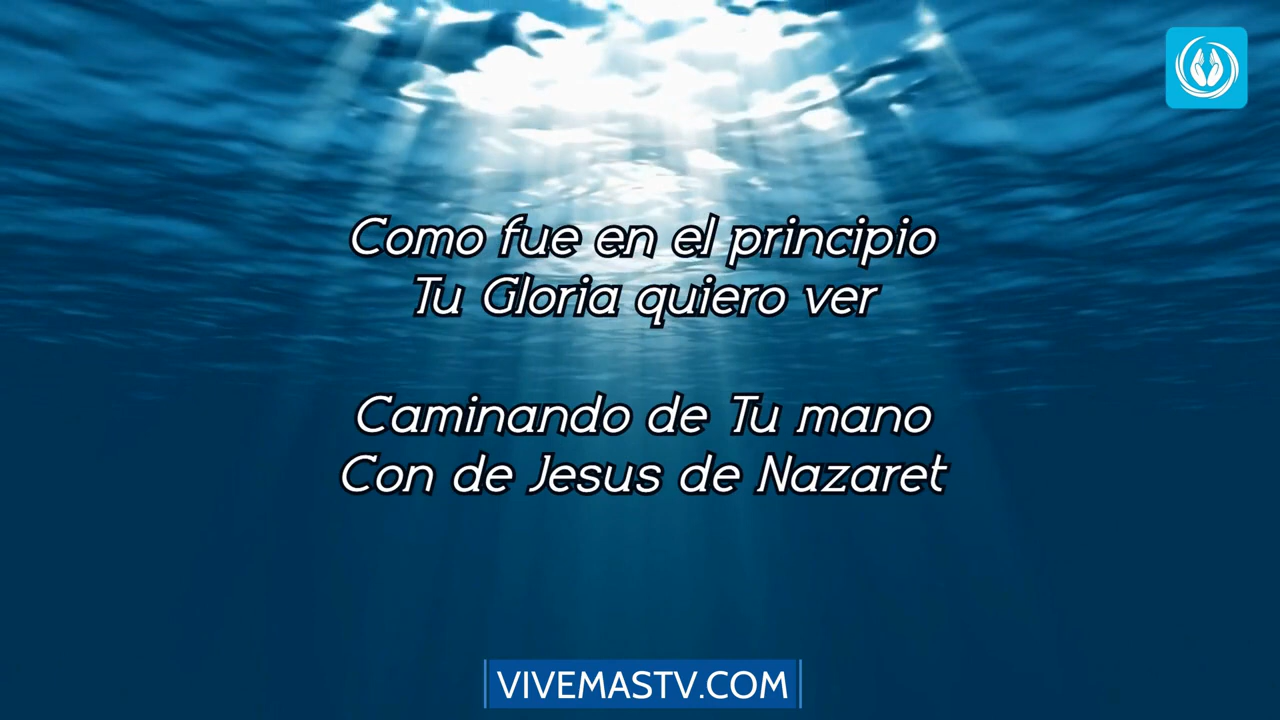 Como fue en el principio
Tu Gloria quiero ver
Caminando de Tu mano
Con de Jesus de Nazaret
VIVEMASTV.COM